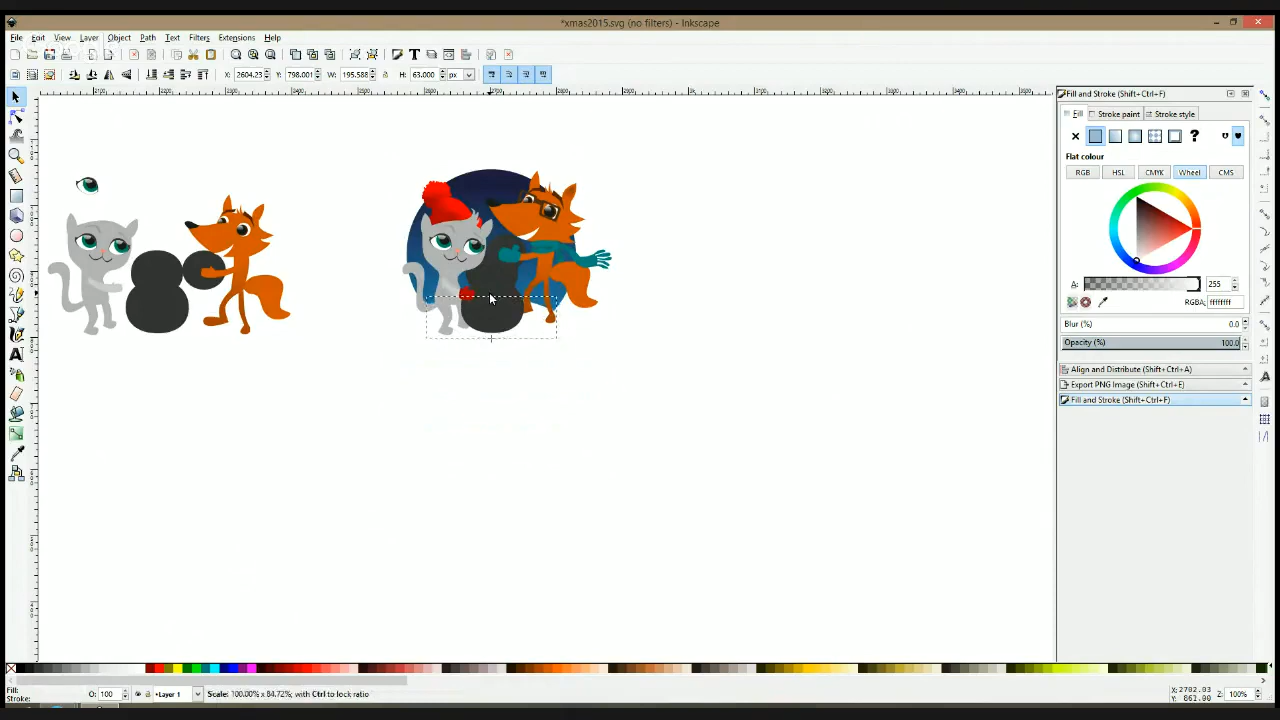 *xmas2015.svg (no filters) - Inkscape
File Edit View Layer Object Path Text Filters Extensions Help
X: 2604.23 Y: 798.001 W: 195.588 H: 63.000 px
Fill and Stroke (Shift+Ctrl+F)
Fill Stroke paint Stroke style
?
Flat colour
RGB HSL CMYK Wheel CMS
A: 255
RGBA: ffffffff
Blur (%) 0.0
Opacity (%) 100.0
Align and Distribute (Shift+Ctrl+A)
Export PNG Image (Shift+Ctrl+E)
Fill and Stroke (Shift+Ctrl+F)
Fill:
Stroke:
O: 100
•Layer 1
Scale: 100.00% x 84.72%; with Ctrl to lock ratio
X:2702.03
Y: 861.00
Z: 100%